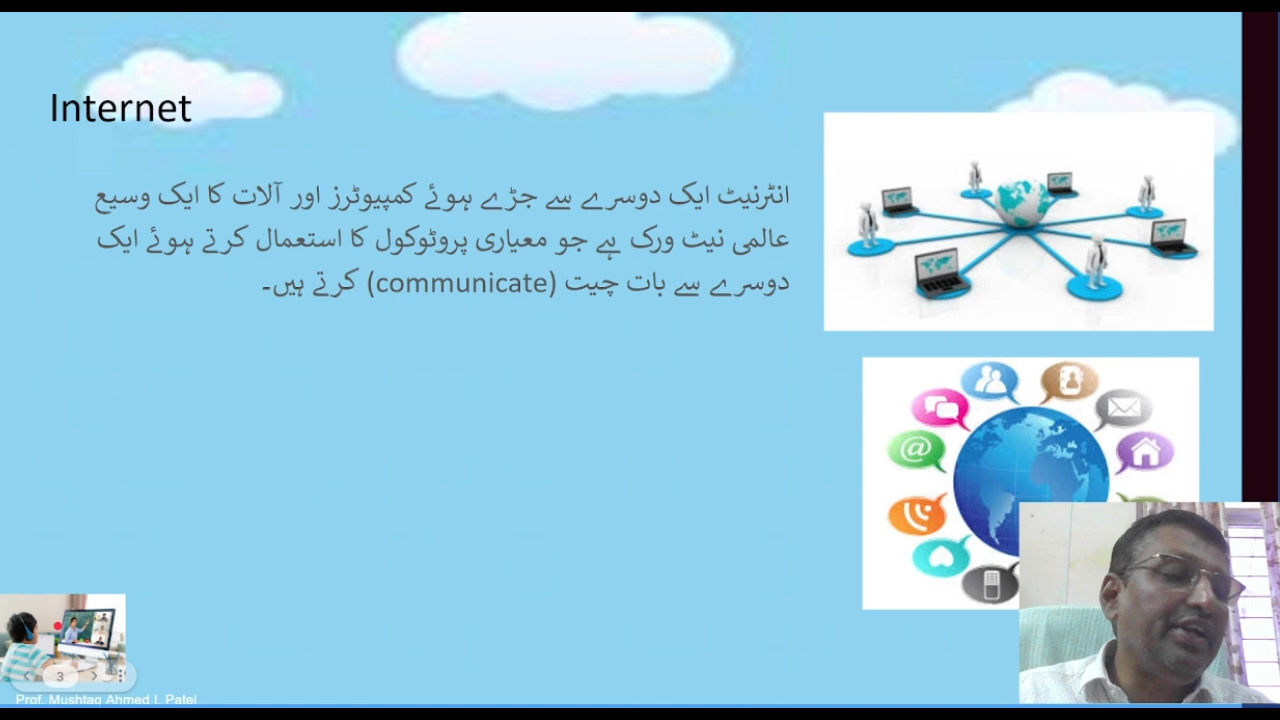 Internet
انٹرنیٹ ایک دوسرے سے جڑے ہوئے کمپیوٹرز اور آلات کا ایک وسیع
عالمی نیٹ ورک ہے جو معیاری پروٹوکول کا استعمال کرتے ہوئے ایک
دوسرے سے بات چیت (communicate) کرتے ہیں۔
3
Prof. Mushtaq Ahmed I. Patel